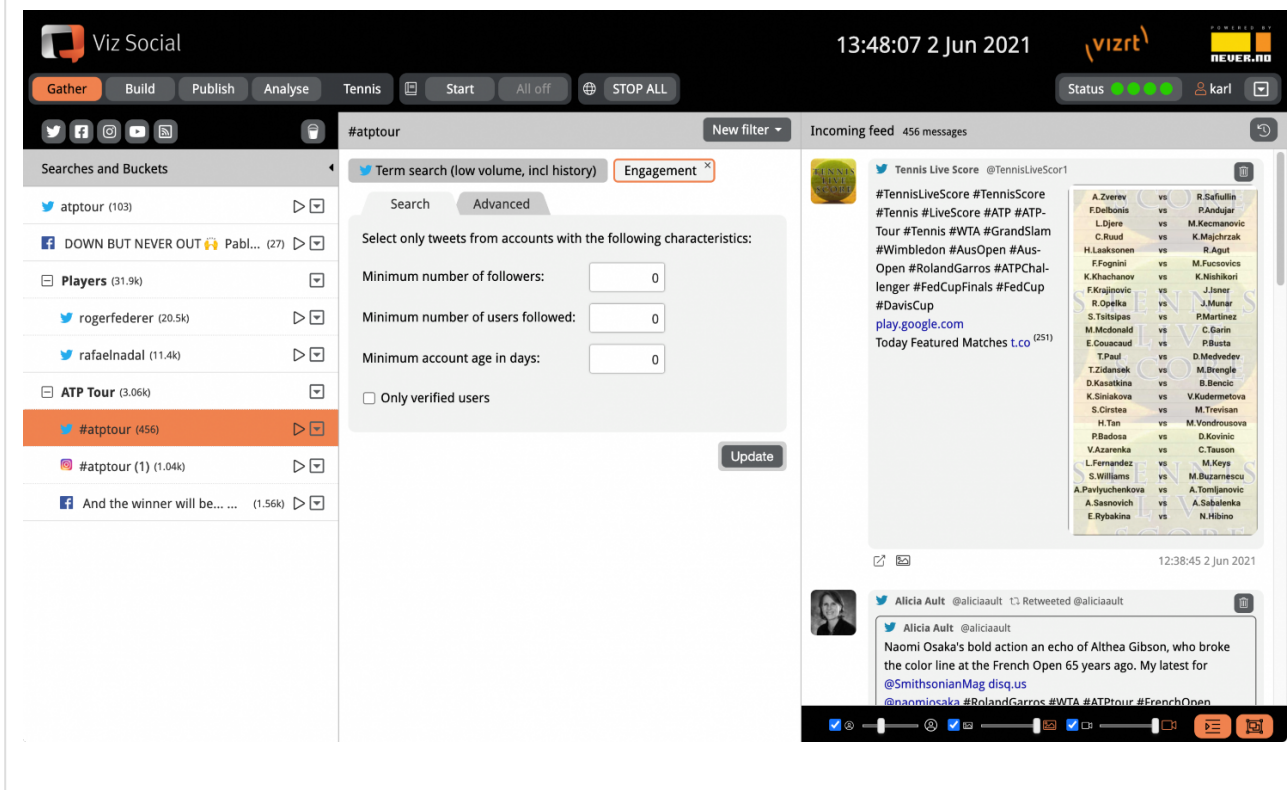 Viz Social
13:48:07 2 Jun 2021
vizrt
POWERED BY
NEVER.NO
Gather
Build
Publish
Analyse
Tennis
Start
All off
STOP ALL
Status
karl
#atptour
New filter
Incoming feed 456 messages
Searches and Buckets
atptour (103)
DOWN BUT NEVER OUT 🙌 Pabl... (27)
Players (31.9k)
rogerfederer (20.5k)
rafaelnadal (11.4k)
ATP Tour (3.06k)
#atptour (456)
#atptour (1) (1.04k)
And the winner will be... ... (1.56k)
Term search (low volume, incl history)
Engagement ×
Search
Advanced
Select only tweets from accounts with the following characteristics:
Minimum number of followers: 0
Minimum number of users followed: 0
Minimum account age in days: 0
Only verified users
Update
TENNIS
LIVE
SCORE
Tennis Live Score @TennisLiveScor1
#TennisLiveScore #TennisScore
#Tennis #LiveScore #ATP #ATP-
Tour #Tennis #WTA #GrandSlam
#Wimbledon #AusOpen #Aus-
Open #RolandGarros #ATPChal-
lenger #FedCupFinals #FedCup
#DavisCup
play.google.com
Today Featured Matches t.co (251)
A.Zverev vs R.Safiullin
F.Delbonis vs P.Andujar
L.Djere vs M.Kecmanovic
C.Ruud vs K.Majchrzak
H.Laaksonen vs R.Agut
F.Fognini vs M.Fucsovics
K.Khachanov vs K.Nishikori
F.Krajinovic vs J.Isner
R.Opelka vs J.Munar
S.Tsitsipas vs P.Martinez
M.Mcdonald vs C.Garin
E.Couacaud vs P.Busta
T.Paul vs D.Medvedev
T.Zidansek vs M.Brengle
D.Kasatkina vs B.Bencic
K.Siniakova vs V.Kudermetova
S.Cirstea vs M.Trevisan
H.Tan vs M.Vondrousova
P.Badosa vs D.Kovinic
V.Azarenka vs C.Tauson
L.Fernandez vs M.Keys
S.Williams vs M.Buzarnescu
A.Pavlyuchenkova vs A.Tomljanovic
A.Sasnovich vs A.Sabalenka
E.Rybakina vs N.Hibino
12:38:45 2 Jun 2021
Alicia Ault @aliciaault Retweeted @aliciaault
Alicia Ault @aliciaault
Naomi Osaka's bold action an echo of Althea Gibson, who broke
the color line at the French Open 65 years ago. My latest for
@SmithsonianMag disq.us
@naomiosaka #RolandGarros #WTA #ATPtour #FrenchOpen